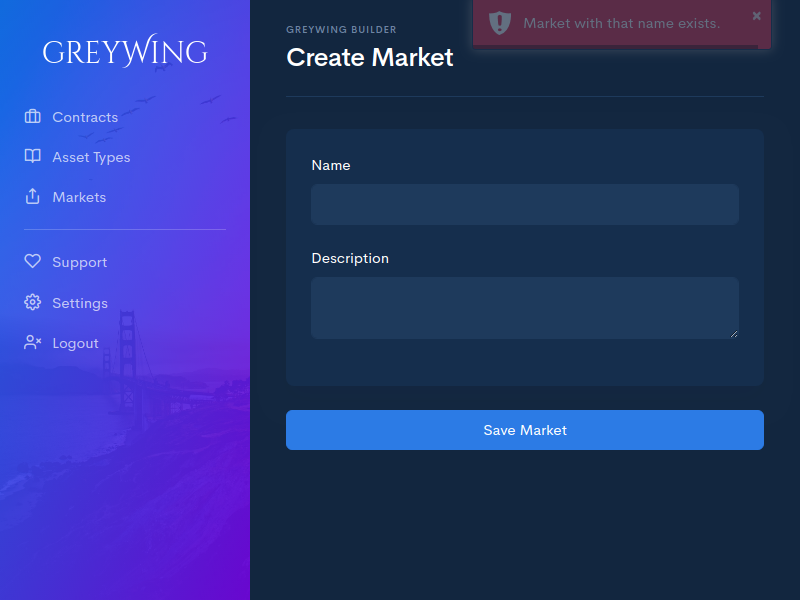 GREYWING
Contracts
Asset Types
Markets
Support
Settings
Logout
GREYWING BUILDER
Create Market
Market with that name exists.
Name
Description
Save Market